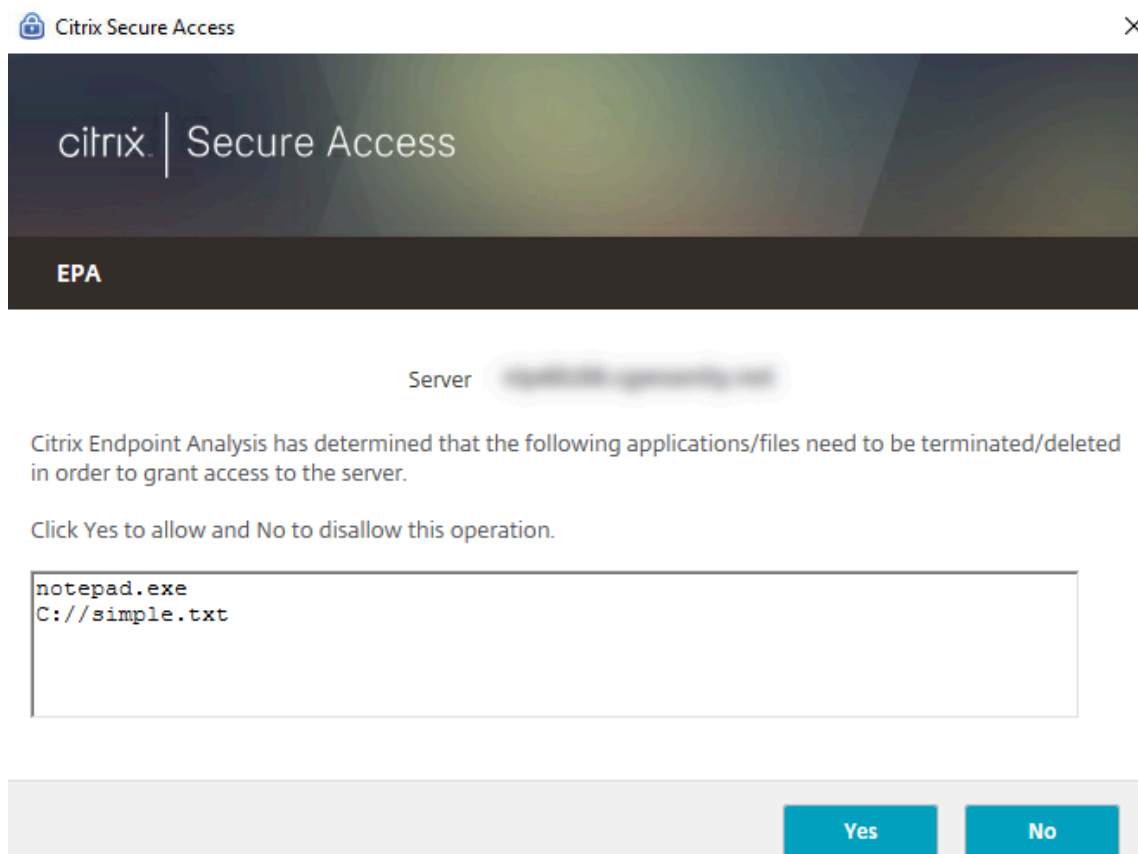 Citrix Secure Access
citrix | Secure Access
EPA
Server
Citrix Endpoint Analysis has determined that the following applications/files need to be terminated/deleted
in order to grant access to the server.
Click Yes to allow and No to disallow this operation.
notepad.exe
C://simple.txt
Yes No